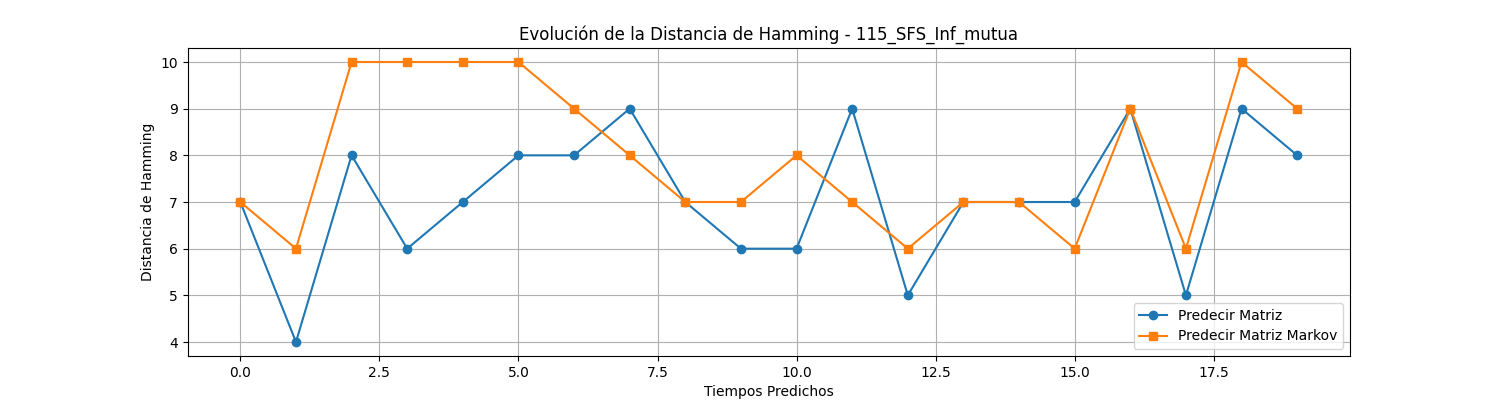 Evolución de la Distancia de Hamming - 115_SFS_Inf_mutua
Distancia de Hamming
10
9
8
7
6
5
4
0.0 2.5 5.0 7.5 10.0 12.5 15.0 17.5
Tiempos Predichos
Predecir Matriz
Predecir Matriz Markov